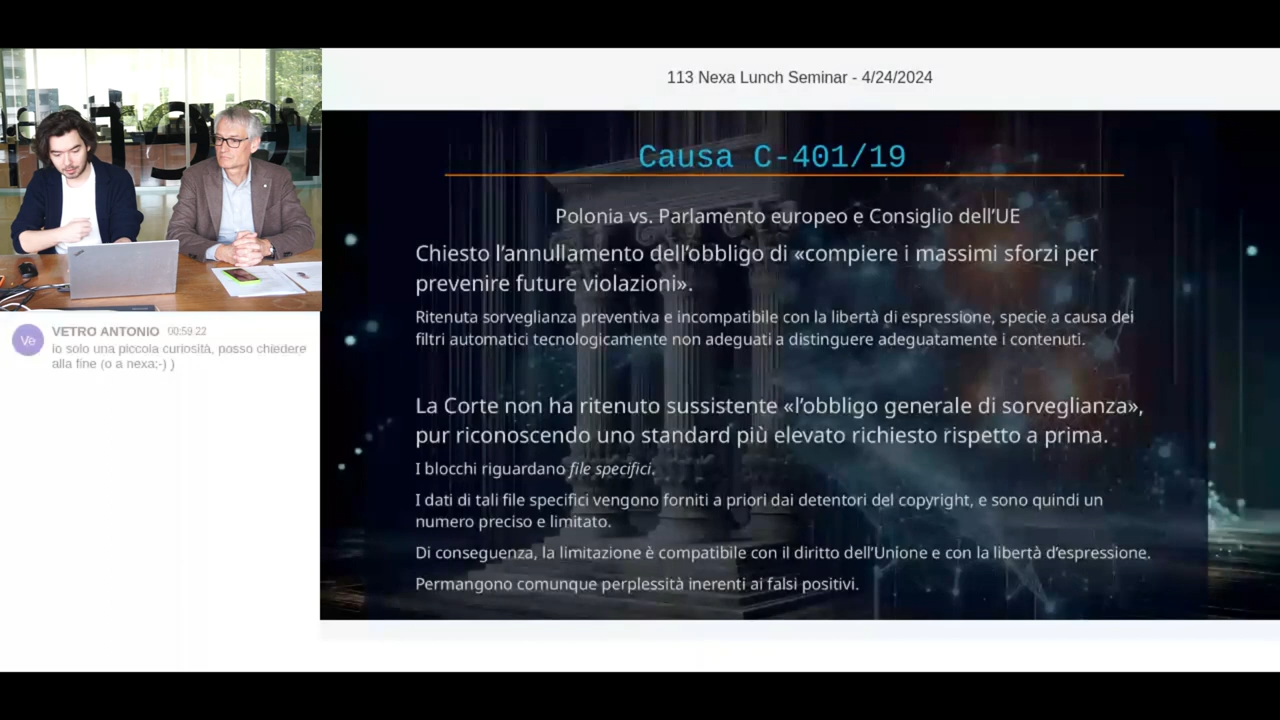 113 Nexa Lunch Seminar - 4/24/2024
Causa C-401/19
Polonia vs. Parlamento europeo e Consiglio dell’UE
Chiesto l’annullamento dell’obbligo di «compiere i massimi sforzi per
prevenire future violazioni».
Ritenuta sorveglianza preventiva e incompatibile con la libertà di espressione, specie a causa dei
filtri automatici tecnologicamente non adeguati a distinguere adeguatamente i contenuti.
La Corte non ha ritenuto sussistente «l’obbligo generale di sorveglianza»,
pur riconoscendo uno standard più elevato richiesto rispetto a prima.
I blocchi riguardano file specifici.
I dati di tali file specifici vengono forniti a priori dai detentori del copyright, e sono quindi un
numero preciso e limitato.
Di conseguenza, la limitazione è compatibile con il diritto dell’Unione e con la libertà d’espressione.
Permangono comunque perplessità inerenti ai falsi positivi.
Ve
VETRO ANTONIO 00:59:22
Io solo una piccola curiosità, posso chiedere
alla fine (o a nexa;-) )